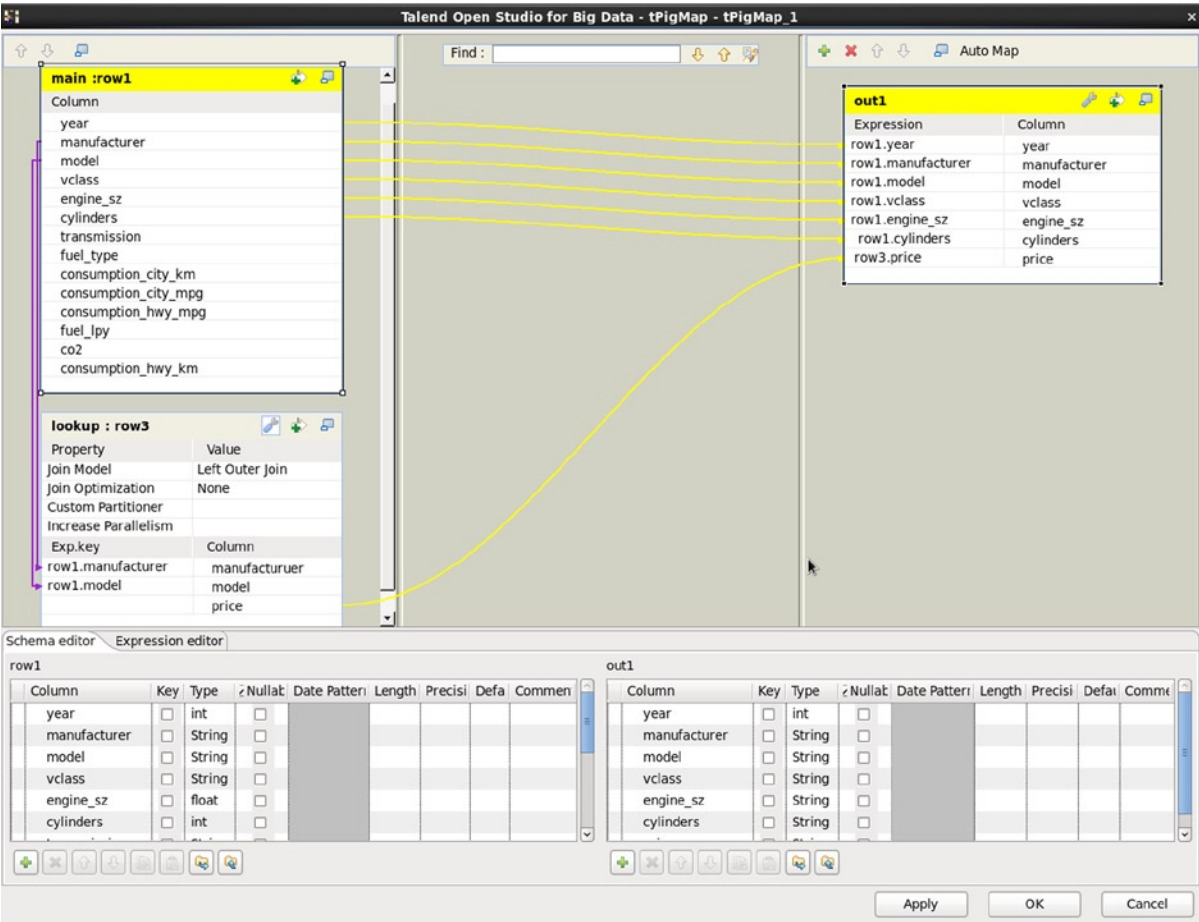 Talend Open Studio for Big Data - tPigMap - tPigMap_1
Find :
Auto Map
main :row1
Column
year
manufacturer
model
vclass
engine_sz
cylinders
transmission
fuel_type
consumption_city_km
consumption_city_mpg
consumption_hwy_mpg
fuel_lpy
co2
consumption_hwy_km
lookup : row3
Property Value
Join Model Left Outer Join
Join Optimization None
Custom Partitioner
Increase Parallelism
Exp.key Column
row1.manufacturer manufacturuer
row1.model model
price
out1
Expression Column
row1.year year
row1.manufacturer manufacturer
row1.model model
row1.vclass vclass
row1.engine_sz engine_sz
row1.cylinders cylinders
row3.price price
Schema editor Expression editor
row1
Column Key Type Nullab Date Pattern Length Precisi Defa Commen
year int
manufacturer String
model String
vclass String
engine_sz float
cylinders int
out1
Column Key Type Nullab Date Pattern Length Precisi Defau Comme
year int
manufacturer String
model String
vclass String
engine_sz String
cylinders String
Apply OK Cancel